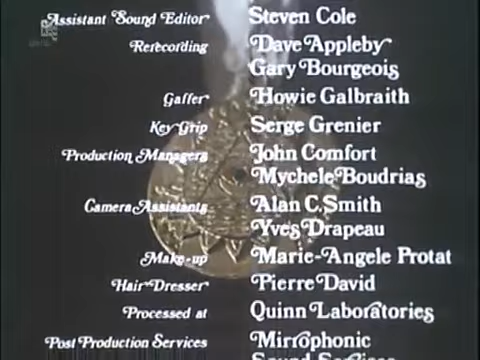 Assistant Sound Editor Steven Cole
Rerecording Dave Appleby
Gary Bourgeois
Gaffer Howie Galbraith
Key Grip Serge Grenier
Production Managers John Comfort
Mychele Boudrias
Camera Assistants Alan C. Smith
Yves Drapeau
Make-up Marie-Angele Protat
Hair Dresser Pierre David
Processed at Quinn Laboratories
Post Production Services Mirrophonic
Sound Services